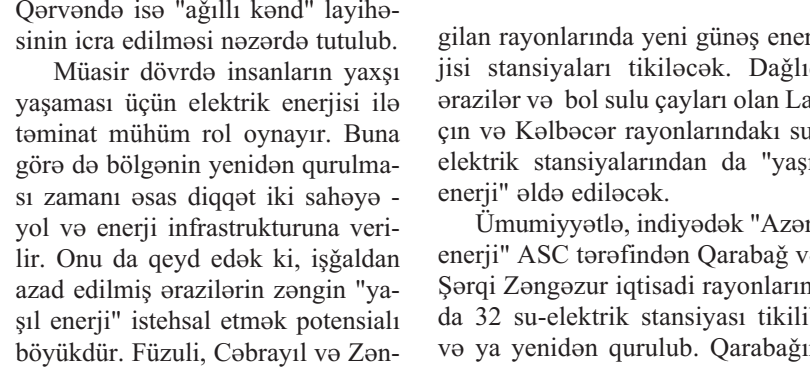 Qərvəndə isə "ağıllı kənd" layihə-
sinin icra edilməsi nəzərdə tutulub.
Müasir dövrdə insanların yaxşı
yaşaması üçün elektrik enerjisi ilə
təminat mühüm rol oynayır. Buna
görə də bölgənin yenidən qurulma-
sı zamanı əsas diqqət iki sahəyə -
yol və enerji infrastrukturuna veri-
lir. Onu da qeyd edək ki, işğaldan
azad edilmiş ərazilərin zəngin "ya-
şıl enerji" istehsal etmək potensialı
böyükdür. Füzuli, Cəbrayıl və Zən-
gilan rayonlarında yeni günəş ener
jisi stansiyaları tikiləcək.
ərazilər və bol sulu çayları olan La
çın və Kəlbəcər rayonlarındakı su
elektrik stansiyalarından da "yaşı
enerji" əldə ediləcək.
Ümumiyyətlə, indiyədək "Azər
enerji" ASC tərəfindən Qarabağ və
Şərqi Zəngəzur iqtisadi rayonların
da 32 su-elektrik stansiyası tikili
və ya yenidən qurulub. Qarabağı